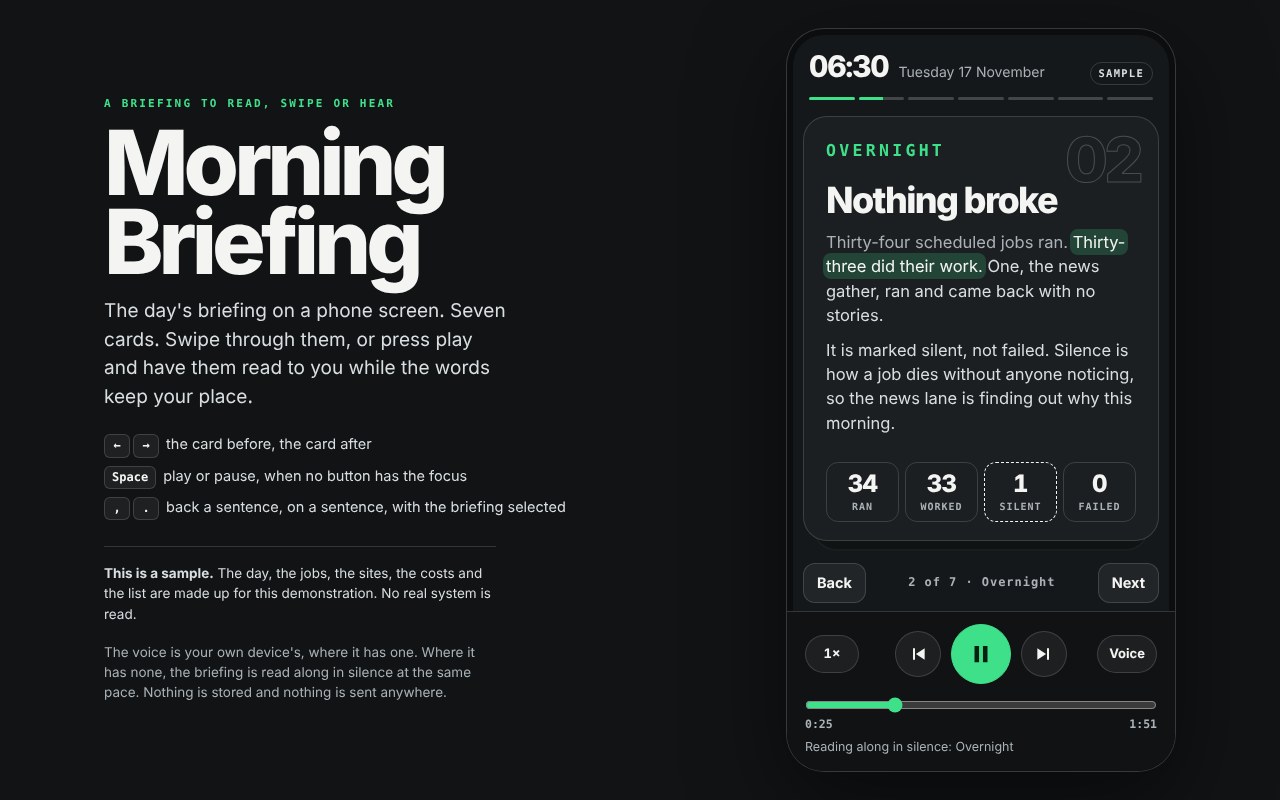 A BRIEFING TO READ, SWIPE OR HEAR
Morning
Briefing
The day's briefing on a phone screen. Seven
cards. Swipe through them, or press play
and have them read to you while the words
keep your place.
← → the card before, the card after
Space play or pause, when no button has the focus
, . back a sentence, on a sentence, with the briefing selected
This is a sample. The day, the jobs, the sites, the costs and
the list are made up for this demonstration. No real system is
read.
The voice is your own device's, where it has one. Where it
has none, the briefing is read along in silence at the same
pace. Nothing is stored and nothing is sent anywhere.
06:30 Tuesday 17 November SAMPLE
OVERNIGHT 02
Nothing broke
Thirty-four scheduled jobs ran. Thirty-
three did their work. One, the news
gather, ran and came back with no
stories.
It is marked silent, not failed. Silence is
how a job dies without anyone noticing,
so the news lane is finding out why this
morning.
34 33 1 0
RAN WORKED SILENT FAILED
Back 2 of 7 · Overnight Next
1× Voice
0:25 1:51
Reading along in silence: Overnight